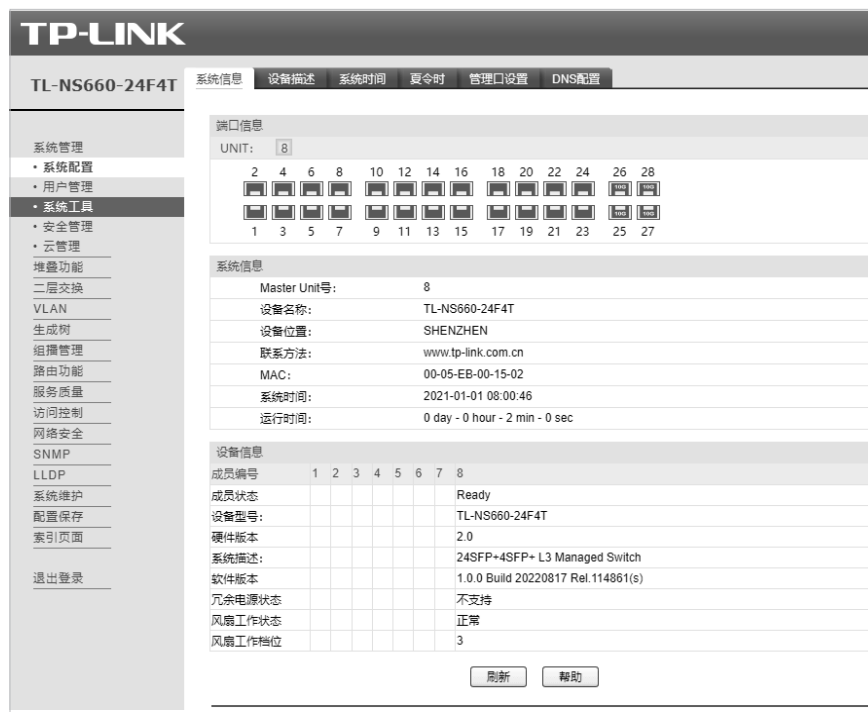 TP-LINK
TL-NS660-24F4T
系统信息 设备描述 系统时间 夏令时 管理口设置 DNS配置
系统管理
· 系统配置
· 用户管理
· 系统工具
· 安全管理
· 云管理
堆叠功能
二层交换
VLAN
生成树
组播管理
路由功能
服务质量
访问控制
网络安全
SNMP
LLDP
系统维护
配置保存
索引页面
退出登录
端口信息
UNIT: 8
2 4 6 8 10 12 14 16 18 20 22 24 26 28
10G 10G
10G 10G
1 3 5 7 9 11 13 15 17 19 21 23 25 27
系统信息
Master Unit号: 8
设备名称: TL-NS660-24F4T
设备位置: SHENZHEN
联系方法: www.tp-link.com.cn
MAC: 00-05-EB-00-15-02
系统时间: 2021-01-01 08:00:46
运行时间: 0 day - 0 hour - 2 min - 0 sec
设备信息
成员编号 1 2 3 4 5 6 7 8
成员状态 Ready
设备型号: TL-NS660-24F4T
硬件版本 2.0
系统描述: 24SFP+4SFP+ L3 Managed Switch
软件版本 1.0.0 Build 20220817 Rel.114861(s)
冗余电源状态 不支持
风扇工作状态 正常
风扇工作档位 3
刷新 帮助